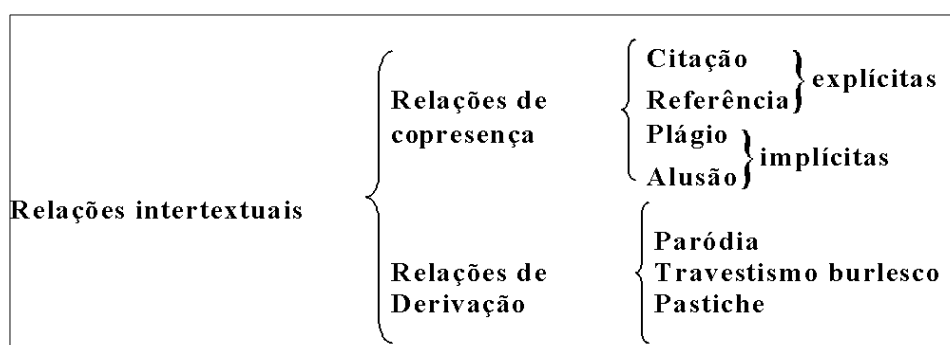 Relações intertextuais
Relações de
copresença
Citação
Referência
explícitas
Plágio
Alusão
implícitas
Relações de
Derivação
Paródia
Travestismo burlesco
Pastiche